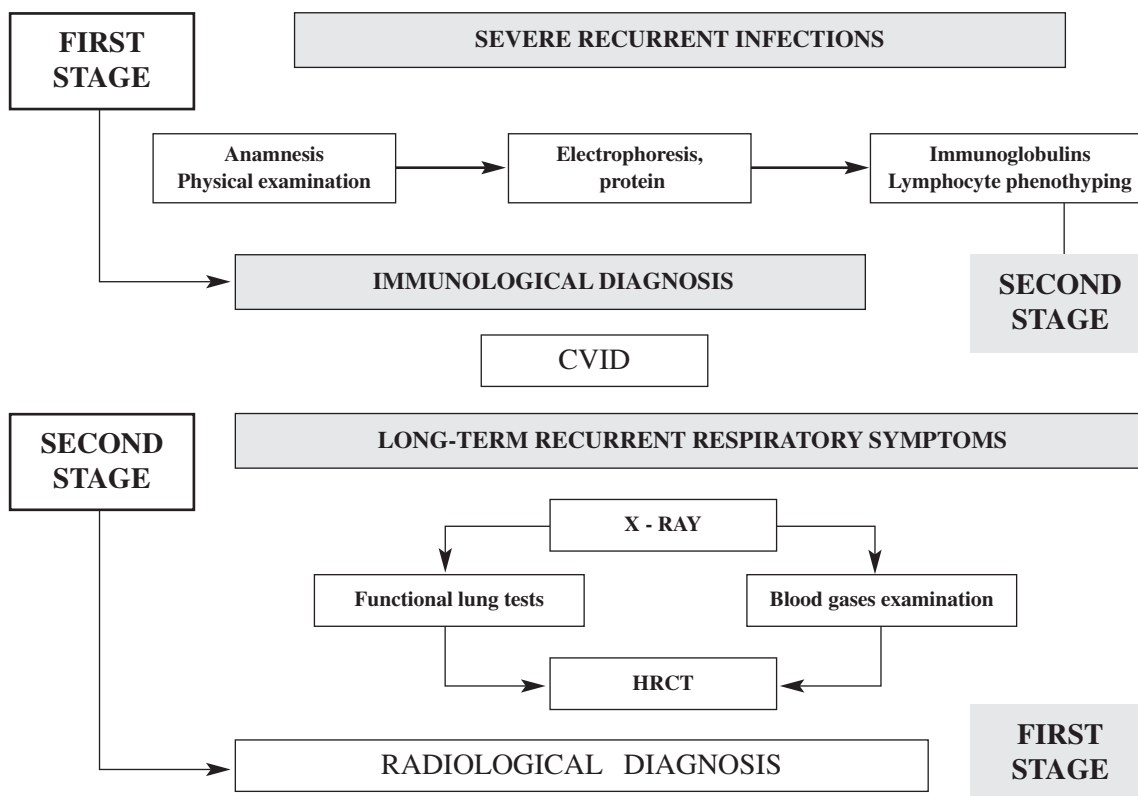 FIRST
STAGE
SEVERE RECURRENT INFECTIONS
Anamnesis
Physical examination
Electrophoresis,
protein
Immunoglobulins
Lymphocyte phenothyping
IMMUNOLOGICAL DIAGNOSIS
SECOND
STAGE
CVID
SECOND
STAGE
LONG-TERM RECURRENT RESPIRATORY SYMPTOMS
X - RAY
Functional lung tests
Blood gases examination
HRCT
FIRST
STAGE
RADIOLOGICAL DIAGNOSIS